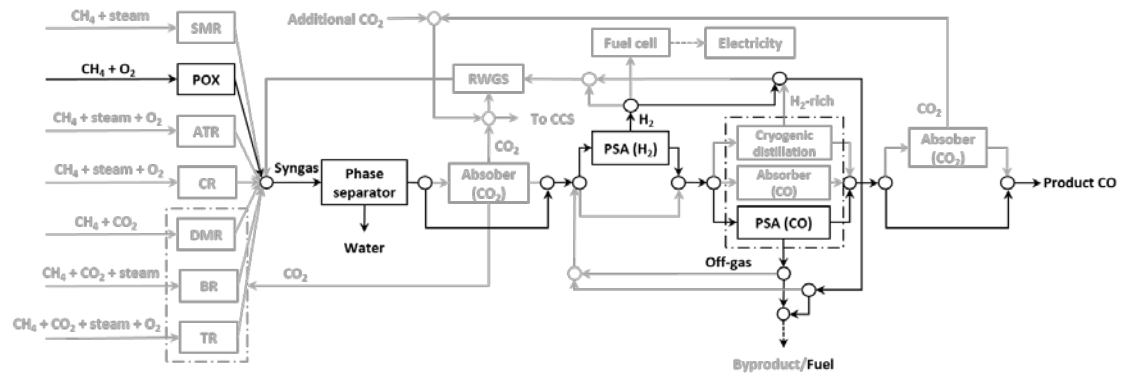 CH₄ + steam
SMR
CH₄ + O₂
POX
CH₄ + steam + O₂
ATR
CH₄ + steam + O₂
CR
CH₄ + CO₂
DMR
CH₄ + CO₂ + steam
BR
CH₄ + CO₂ + steam + O₂
TR
Syngas
Phase
separator
Water
Additional CO₂
RWGS
To CCS
CO₂
Absober
(CO₂)
CO₂
Fuel cell
Electricity
H₂
H₂-rich
PSA (H₂)
Cryogenic
distillation
Absorber
(CO)
PSA (CO)
Off-gas
Byproduct/Fuel
CO₂
Absober
(CO₂)
Product CO